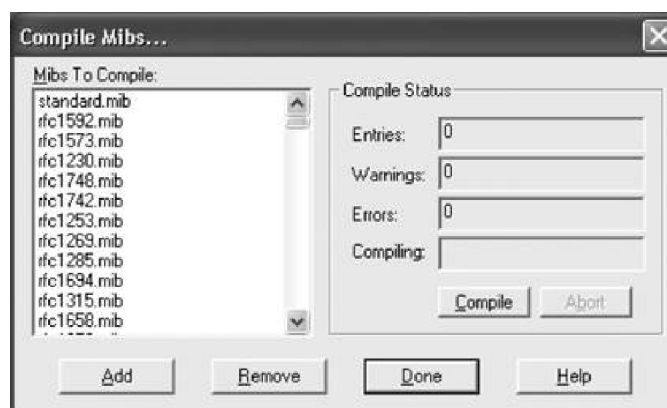 Compile Mibs...
Mibs To Compile:
standard.mib
rfc1592.mib
rfc1573.mib
rfc1230.mib
rfc1748.mib
rfc1742.mib
rfc1253.mib
rfc1269.mib
rfc1285.mib
rfc1694.mib
rfc1315.mib
rfc1658.mib
Compile Status
Entries: 0
Warnings: 0
Errors: 0
Compiling:
Compile Abort
Add Remove Done Help